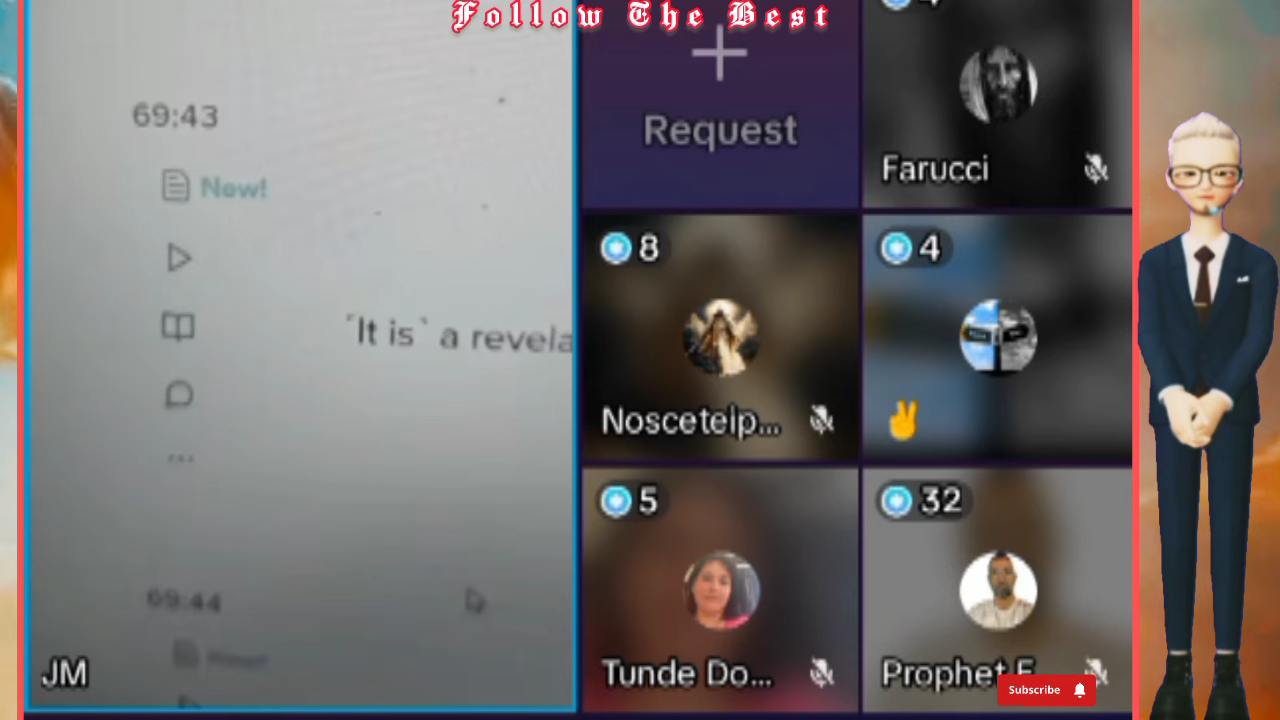 Follow The Best
69:43
New!
´It is` a revela
69:44
JM
Request
4
Farucci
8
Noscetelp...
4
5
Tunde Do...
32
Prophet F
Subscribe